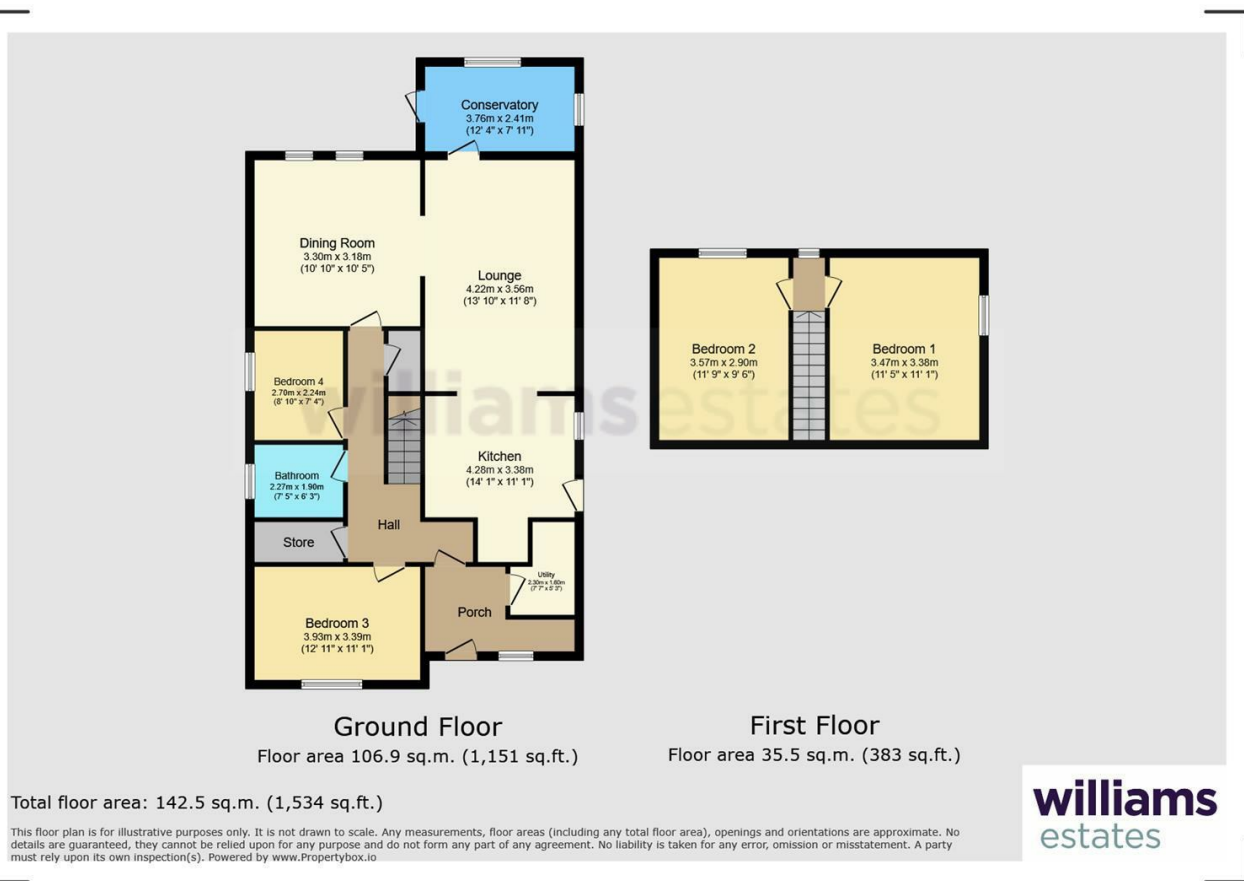 Conservatory
3.76m x 2.41m
(12' 4" x 7' 11")
Dining Room
3.30m x 3.18m
(10' 10" x 10' 5")
Lounge
4.22m x 3.56m
(13' 10" x 11' 8")
Bedroom 4
2.70m x 2.24m
(8' 10" x 7' 4")
Bathroom
2.27m x 1.90m
(7' 5" x 6' 3")
Kitchen
4.28m x 3.38m
(14' 1" x 11' 1")
Hall
Store
Utility
2.30m x 1.60m
(7' 7" x 5' 3")
Bedroom 3
3.93m x 3.39m
(12' 11" x 11' 1")
Porch
Bedroom 2
3.57m x 2.90m
(11' 9" x 9' 6")
Bedroom 1
3.47m x 3.38m
(11' 5" x 11' 1")
williamsestates
Ground Floor
Floor area 106.9 sq.m. (1,151 sq.ft.)
First Floor
Floor area 35.5 sq.m. (383 sq.ft.)
Total floor area: 142.5 sq.m. (1,534 sq.ft.)
This floor plan is for illustrative purposes only. It is not drawn to scale. Any measurements, floor areas (including any total floor area), openings and orientations are approximate. No
details are guaranteed, they cannot be relied upon for any purpose and do not form any part of any agreement. No liability is taken for any error, omission or misstatement. A party
must rely upon its own inspection(s). Powered by www.Propertybox.io
williams
estates